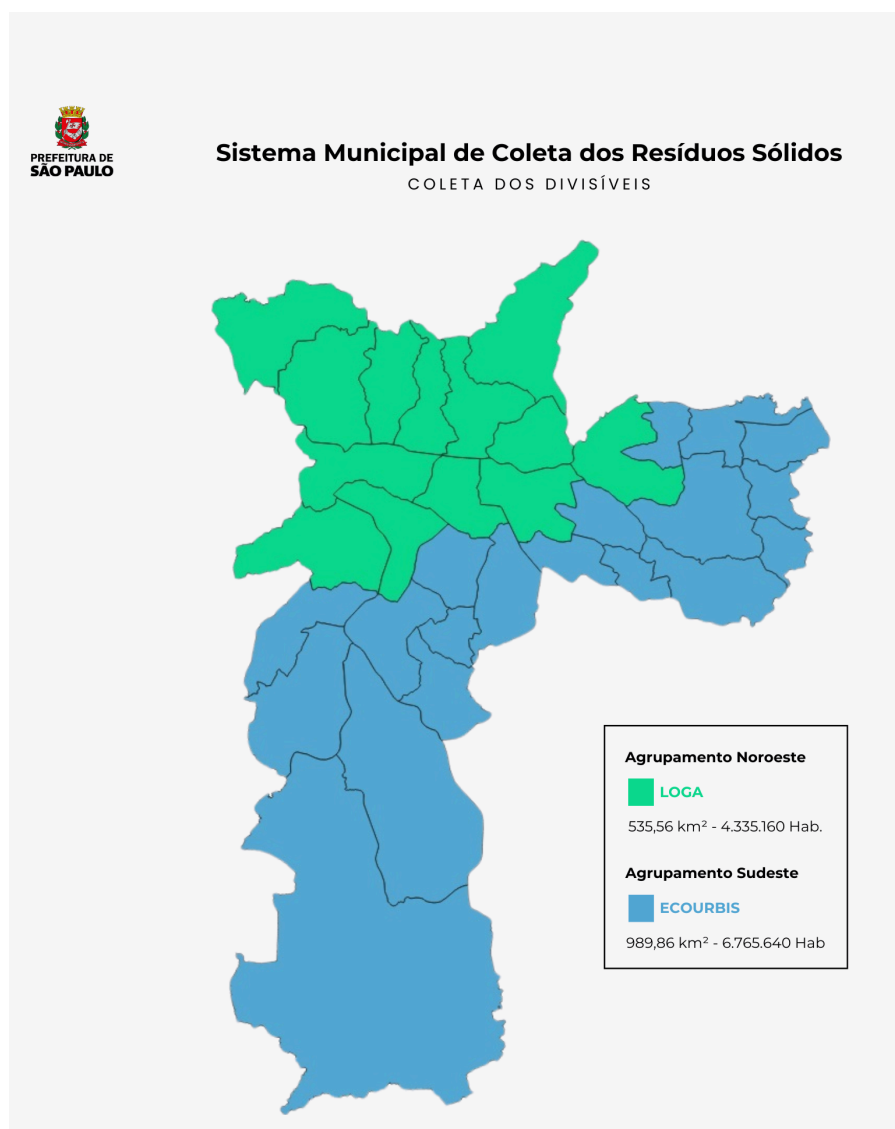 PREFEITURA DE
SÃO PAULO
Sistema Municipal de Coleta dos Resíduos Sólidos
COLETA DOS DIVISÍVEIS
Agrupamento Noroeste
LOGA
535,56 km² - 4.335.160 Hab.
Agrupamento Sudeste
ECOURBIS
989,86 km² - 6.765.640 Hab